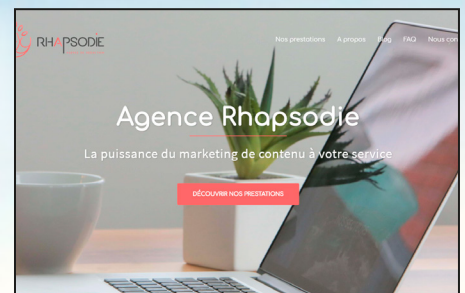 RHAPSODIE
Nos prestations A propos Blog FAQ Nous con
Agence Rhapsodie
La puissance du marketing de contenu à votre service
DÉCOUVRIR NOS PRESTATIONS